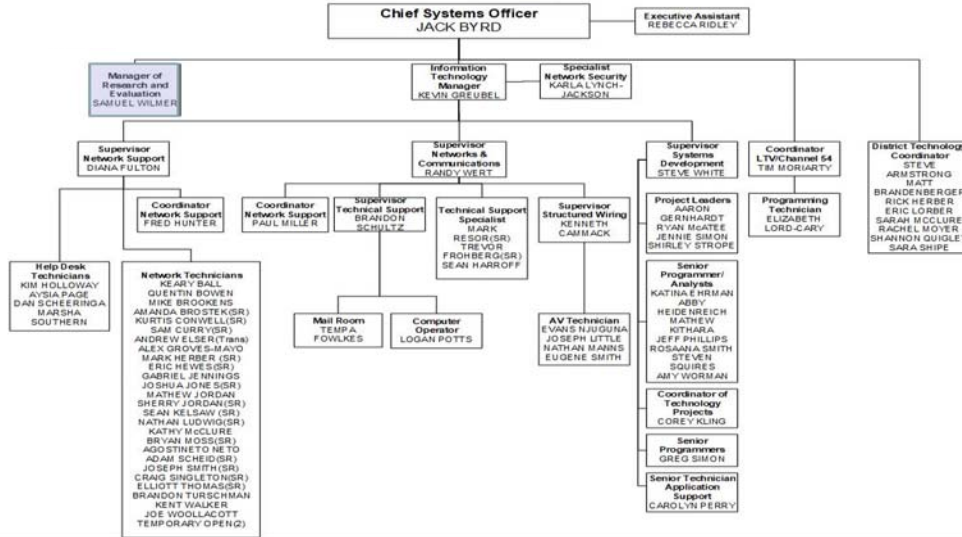 Chief Systems Officer
JACK BYRD
Executive Assistant
REBECCA RIDLEY
Manager of
Research and
Evaluation
SAMUEL WILMER
Information
Technology
Manager
KEVIN GREUBEL
Specialist
Network Security
KARLA LYNCH-
JACKSON
Supervisor
Network Support
DIANA FULTON
Supervisor
Networks &
Communications
RANDY WERT
Supervisor
Systems
Development
STEVE WHITE
Coordinator
LTV/Channel 54
TIM MORIARTY
District Technology
Coordinator
STEVE
ARMSTRONG
MATT
BRANDENBERGER
RICK HERBER
ERIC LORBER
SARAH MCCLURE
RACHEL MOYER
SHANNON QUIGLEY
SARA SHIPE
Coordinator
Network Support
FRED HUNTER
Coordinator
Network Support
PAUL MILLER
Supervisor
Technical Support
BRANDON
SCHULTZ
Technical Support
Specialist
MARK
RESOR(SR)
TREVOR
FROHBERG(SR)
SEAN HARROFF
Supervisor
Structured Wiring
KENNETH
CAMMACK
Project Leaders
AARON
GERNHARDT
RYAN McATEE
JENNIE SIMON
SHIRLEY STROPE
Programming
Technician
ELIZABETH
LORD-CARY
Help Desk
Technicians
KIM HOLLOWAY
AYSIA PAGE
DAN SCHEERINGA
MARSHA
SOUTHERN
Network Technicians
KEARY BALL
QUENTIN BOWEN
MIKE BROOKENS
AMANDA BROSTEK(SR)
KURTIS CONWELL(SR)
SAM CURRY(SR)
ANDREW ELSER(Trans)
ALEX GROVES-MAYO
MARK HERBER (SR)
ERIC HEWES(SR)
GABRIEL JENNINGS
JOSHUA JONES(SR)
MATHEW JORDAN
SHERRY JORDAN(SR)
SEAN KELSAW(SR)
NATHAN LUDWIG(SR)
KATHY McCLURE
BRYAN MOSS(SR)
AGOSTINETO NETO
ADAM SCHEID(SR)
JOSEPH SMITH(SR)
CRAIG SINGLETON(SR)
ELLIOTT THOMAS(SR)
BRANDON TURSCHMAN
KENT WALKER
JOE WOOLLACOTT
TEMPORARY OPEN(2)
Mail Room
TEMPA
FOWLKES
Computer
Operator
LOGAN POTTS
AV Technician
EVANS NJUGUNA
JOSEPH LITTLE
NATHAN MANNS
EUGENE SMITH
Senior
Programmer/
Analysts
KATINA EHRMAN
ABBY
HEIDENREICH
MATHEW
KITHARA
JEFF PHILLIPS
ROSAANA SMITH
STEVEN
SQUIRES
AMY WORMAN
Coordinator of
Technology
Projects
COREY KLING
Senior
Programmers
GREG SIMON
Senior Technician
Application
Support
CAROLYN PERRY